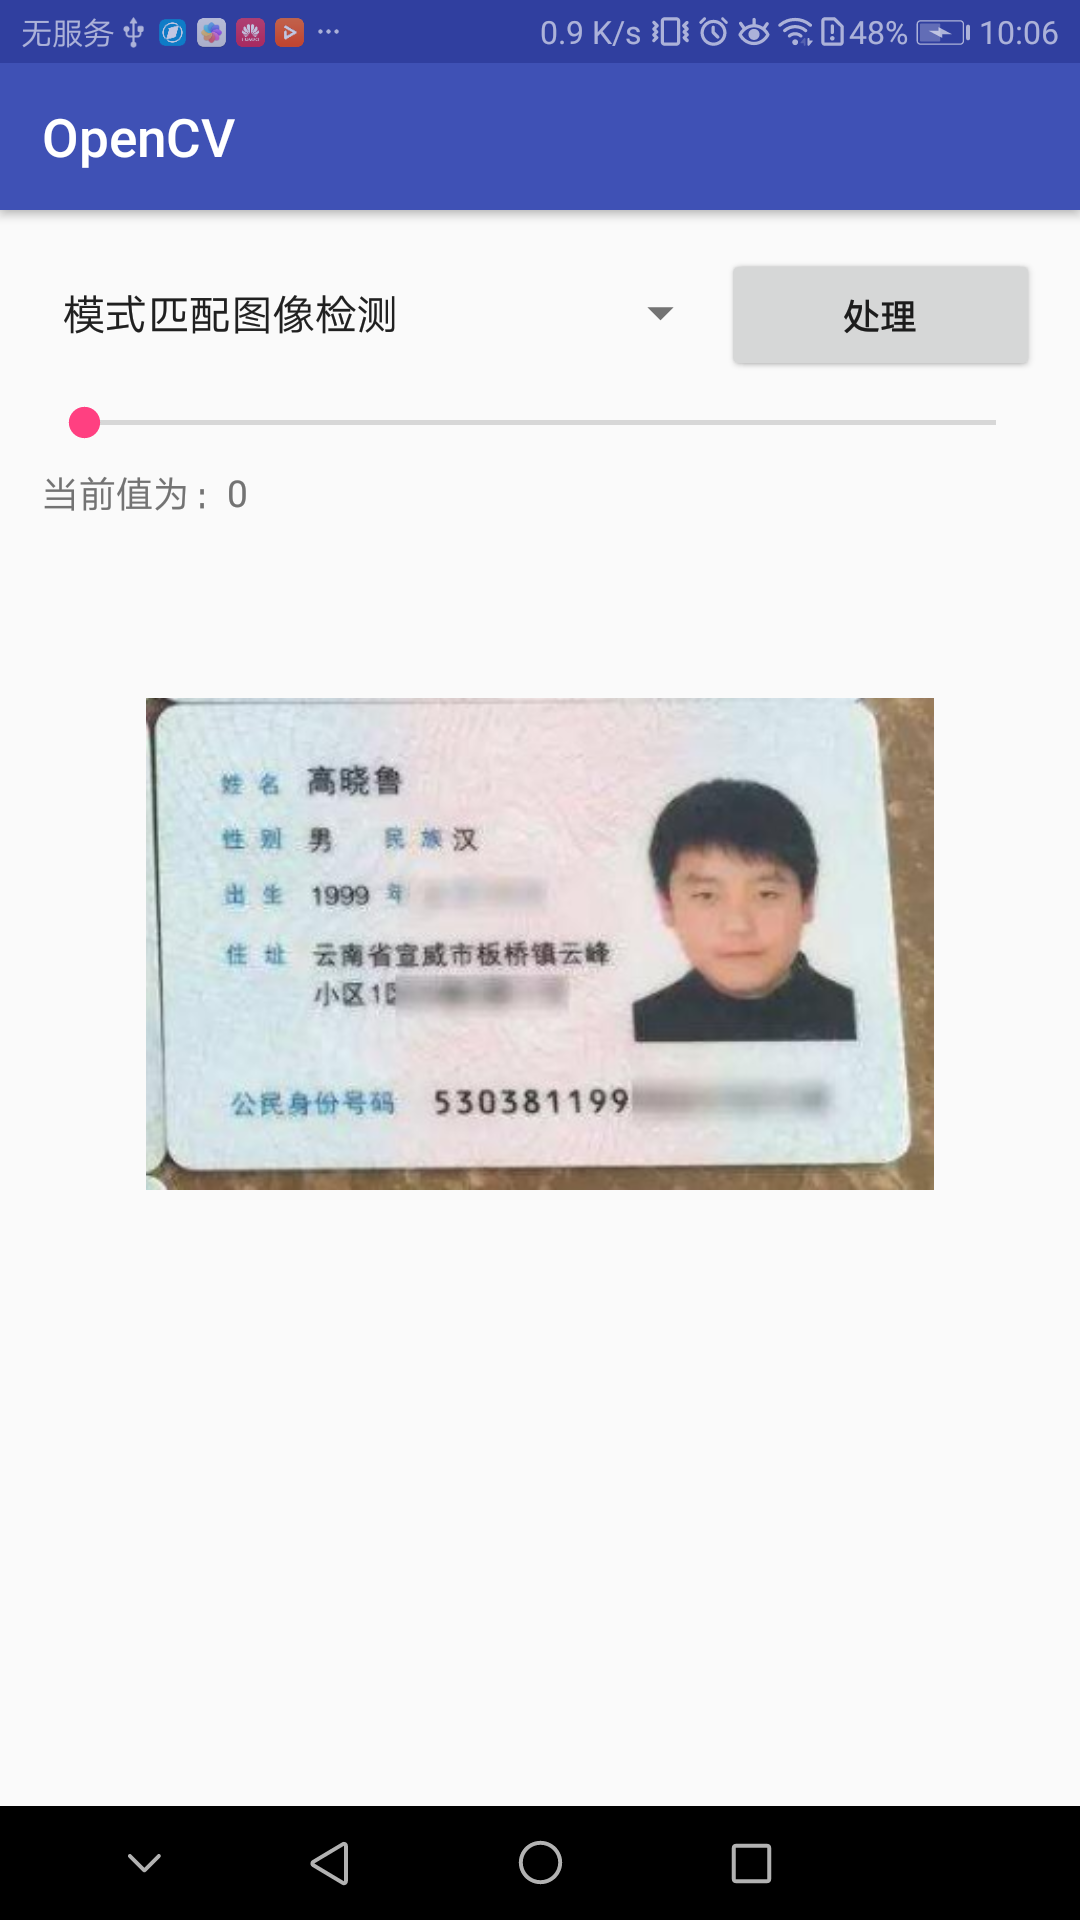 无服务 0.9 K/s 48% 10:06
OpenCV
模式匹配图像检测 处理
当前值为: 0
姓名 高晓鲁
性别 男 民族 汉
出生 1999 年
住址 云南省宣威市板桥镇云峰
小区1区
公民身份号码 530381199